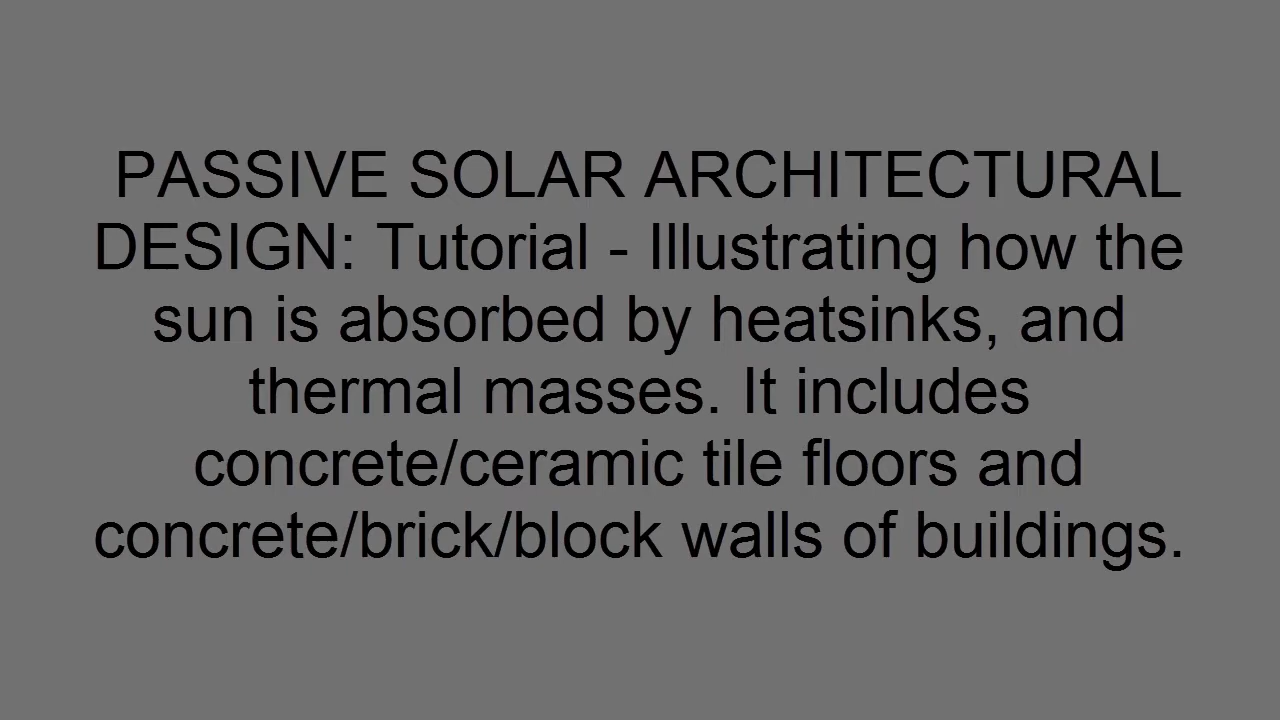 PASSIVE SOLAR ARCHITECTURAL
DESIGN: Tutorial - Illustrating how the
sun is absorbed by heatsinks, and
thermal masses. It includes
concrete/ceramic tile floors and
concrete/brick/block walls of buildings.